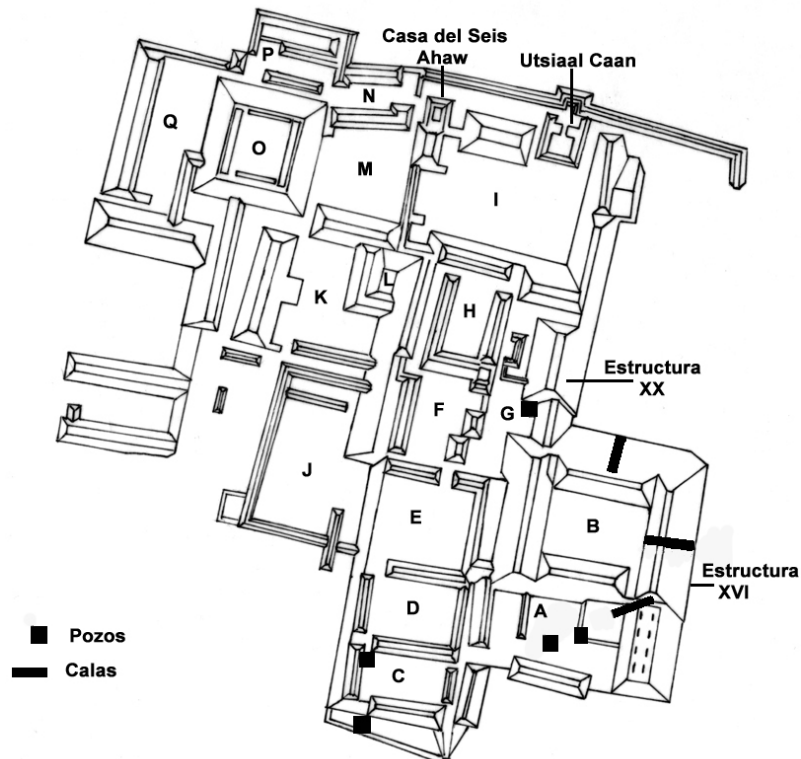 Casa del Seis
Ahaw
Utsiaal Caan
P
N
Q
O
M
I
L
K
H
Estructura
XX
F
G
J
E
B
Estructura
XVI
D
A
C
Pozos
Calas